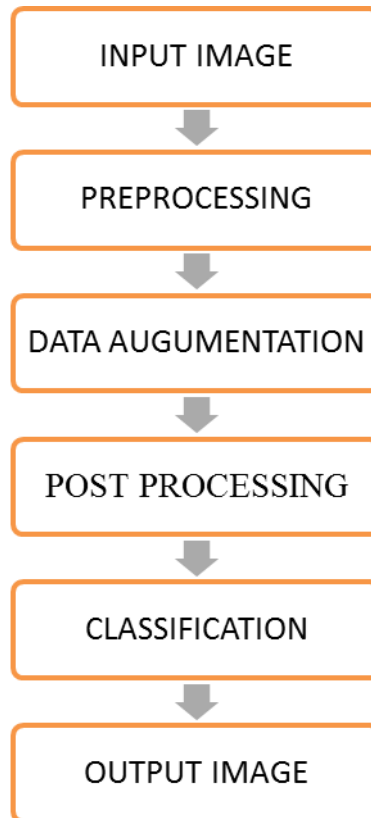 INPUT IMAGE
PREPROCESSING
DATA AUGUMENTATION
POST PROCESSING
CLASSIFICATION
OUTPUT IMAGE